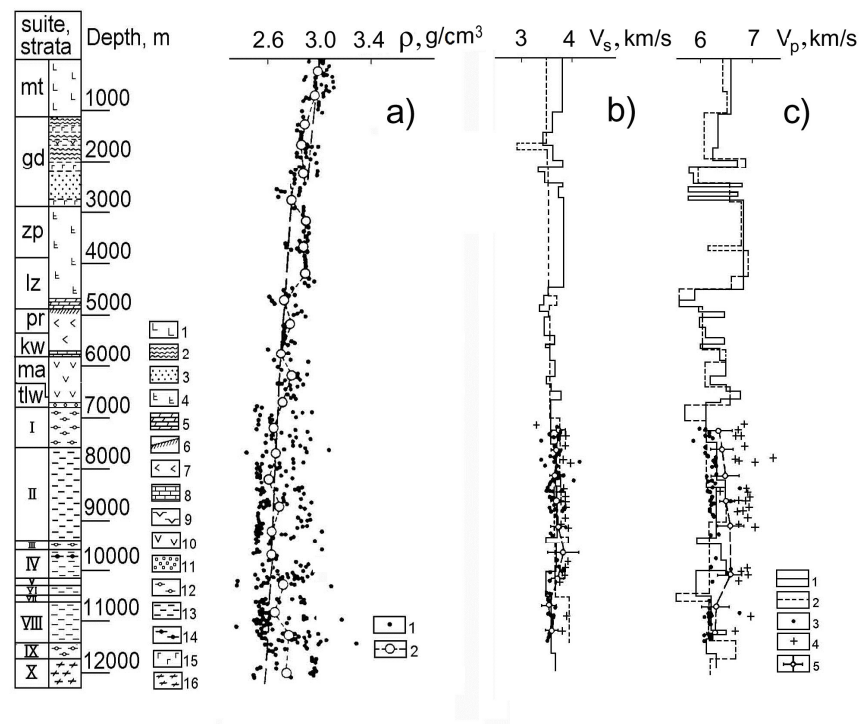 suite,
strata
Depth, m
2.6 3.0 3.4 ρ, g/cm³
3 4 Vs, km/s
6 7 Vp, km/s
a)
b)
c)
mt
1000
gd
2000
3000
zp
4000
lz
5000
pr
kw
6000
ma
tlw
7000
I
8000
II
9000
III
10000
IV
V
VI
VII
11000
VIII
IX
12000
X
1
2
3
4
5
6
7
8
9
10
11
12
13
14
15
16
1
2
1
2
3
4
5